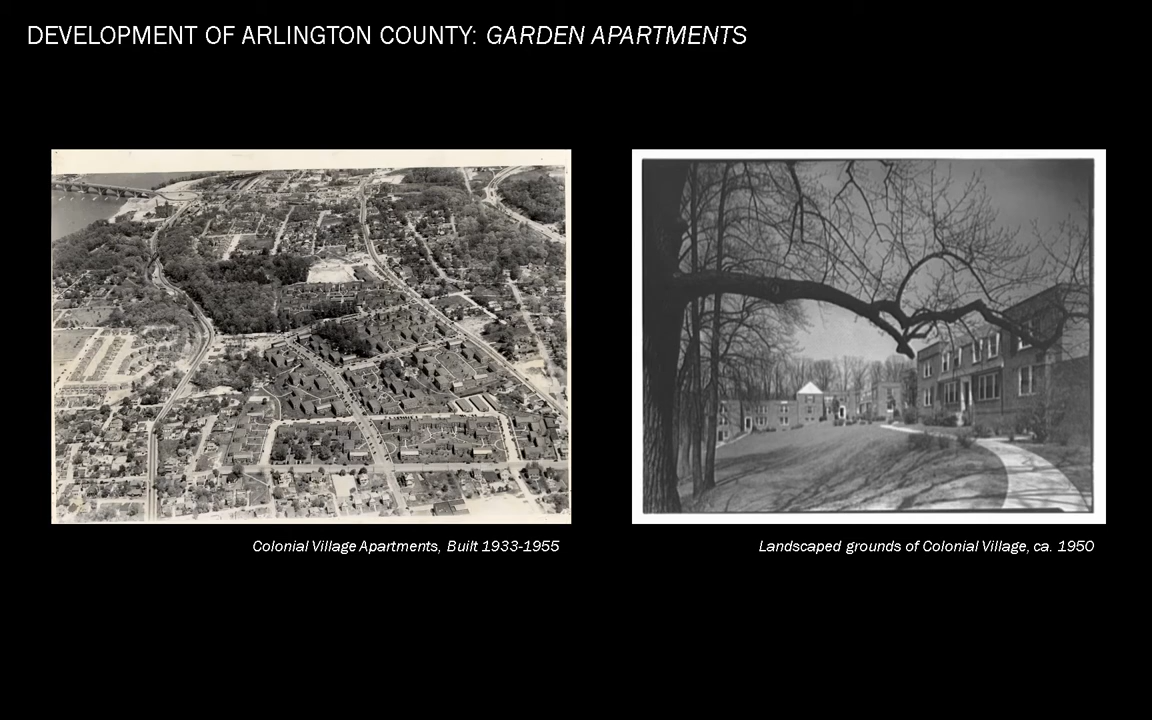 DEVELOPMENT OF ARLINGTON COUNTY: GARDEN APARTMENTS
Colonial Village Apartments, Built 1933-1955
Landscaped grounds of Colonial Village, ca. 1950